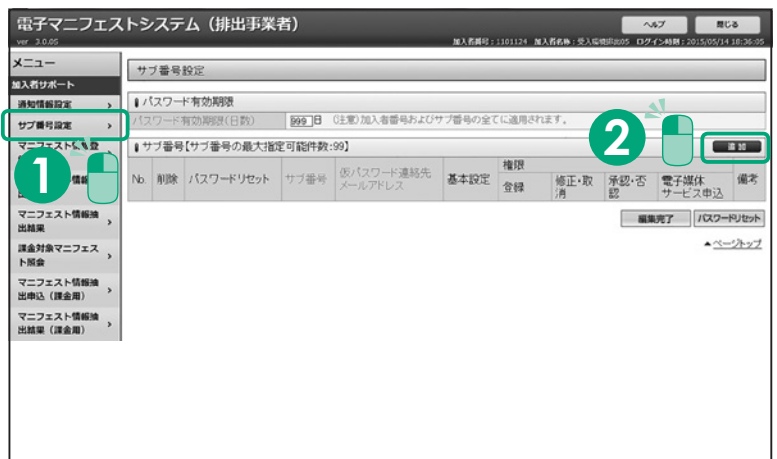 電子マニフェストシステム（排出事業者）
ヘルプ
閉じる
ver 3.0.05
加入者番号：1101124 加入者名称：受入環境排出05 ログイン時間：2015/05/14 18:36:05
メニュー
加入者サポート
通知情報設定
サブ番号設定
マニフェスト
情報
マニフェスト情報抽
出結果
課金対象マニフェス
ト照会
マニフェスト情報抽
出申込（課金用）
マニフェスト情報抽
出結果（課金用）
サブ番号設定
パスワード有効期限
パスワード有効期限(日数) 999 日 (注意)加入者番号およびサブ番号の全てに適用されます。
サブ番号【サブ番号の最大指定可能件数:99】
追加
No. 削除 パスワードリセット サブ番号 仮パスワード連絡先
メールアドレス 基本設定 権限 備考
登録 修正・取
消 承認・否
認 電子媒体
サービス申込
編集完了 パスワードリセット
▲ページトップ
1
2